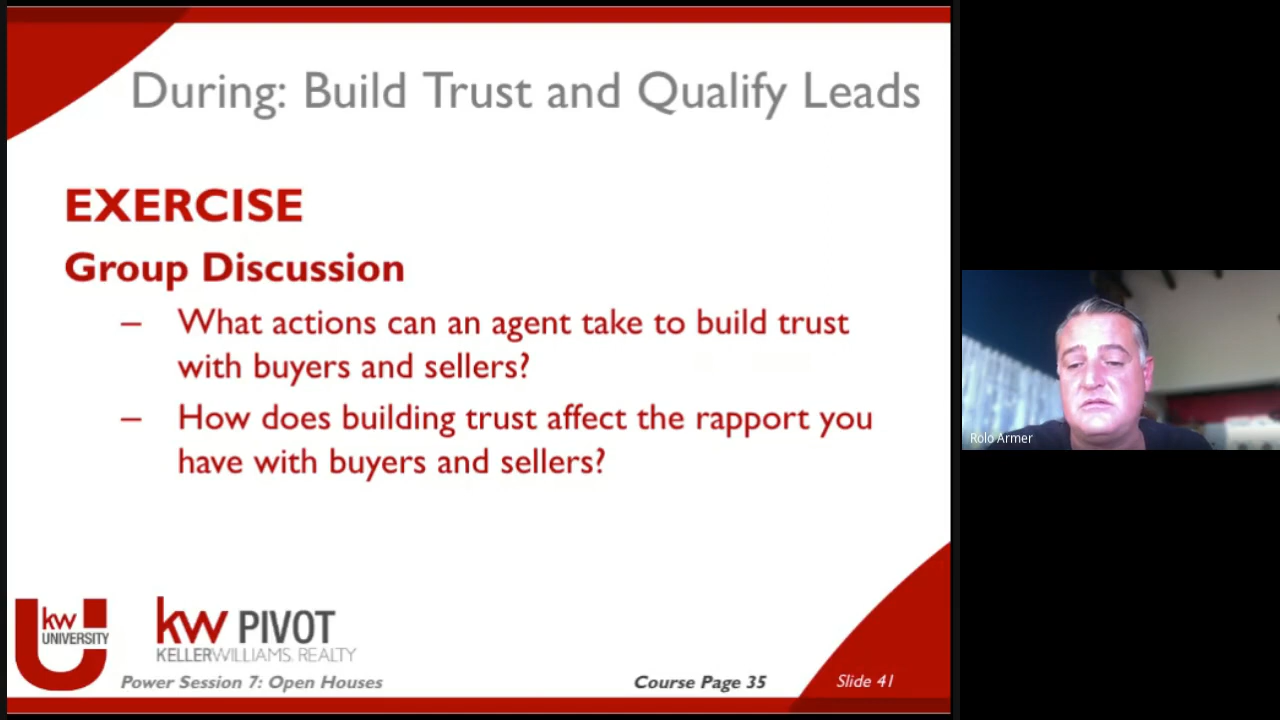 During: Build Trust and Qualify Leads
EXERCISE
Group Discussion
– What actions can an agent take to build trust
with buyers and sellers?
– How does building trust affect the rapport you
have with buyers and sellers?
Rolo Armer
kw
UNIVERSITY
kw PIVOT
KELLERWILLIAMS. REALTY
Power Session 7: Open Houses
Course Page 35
Slide 41